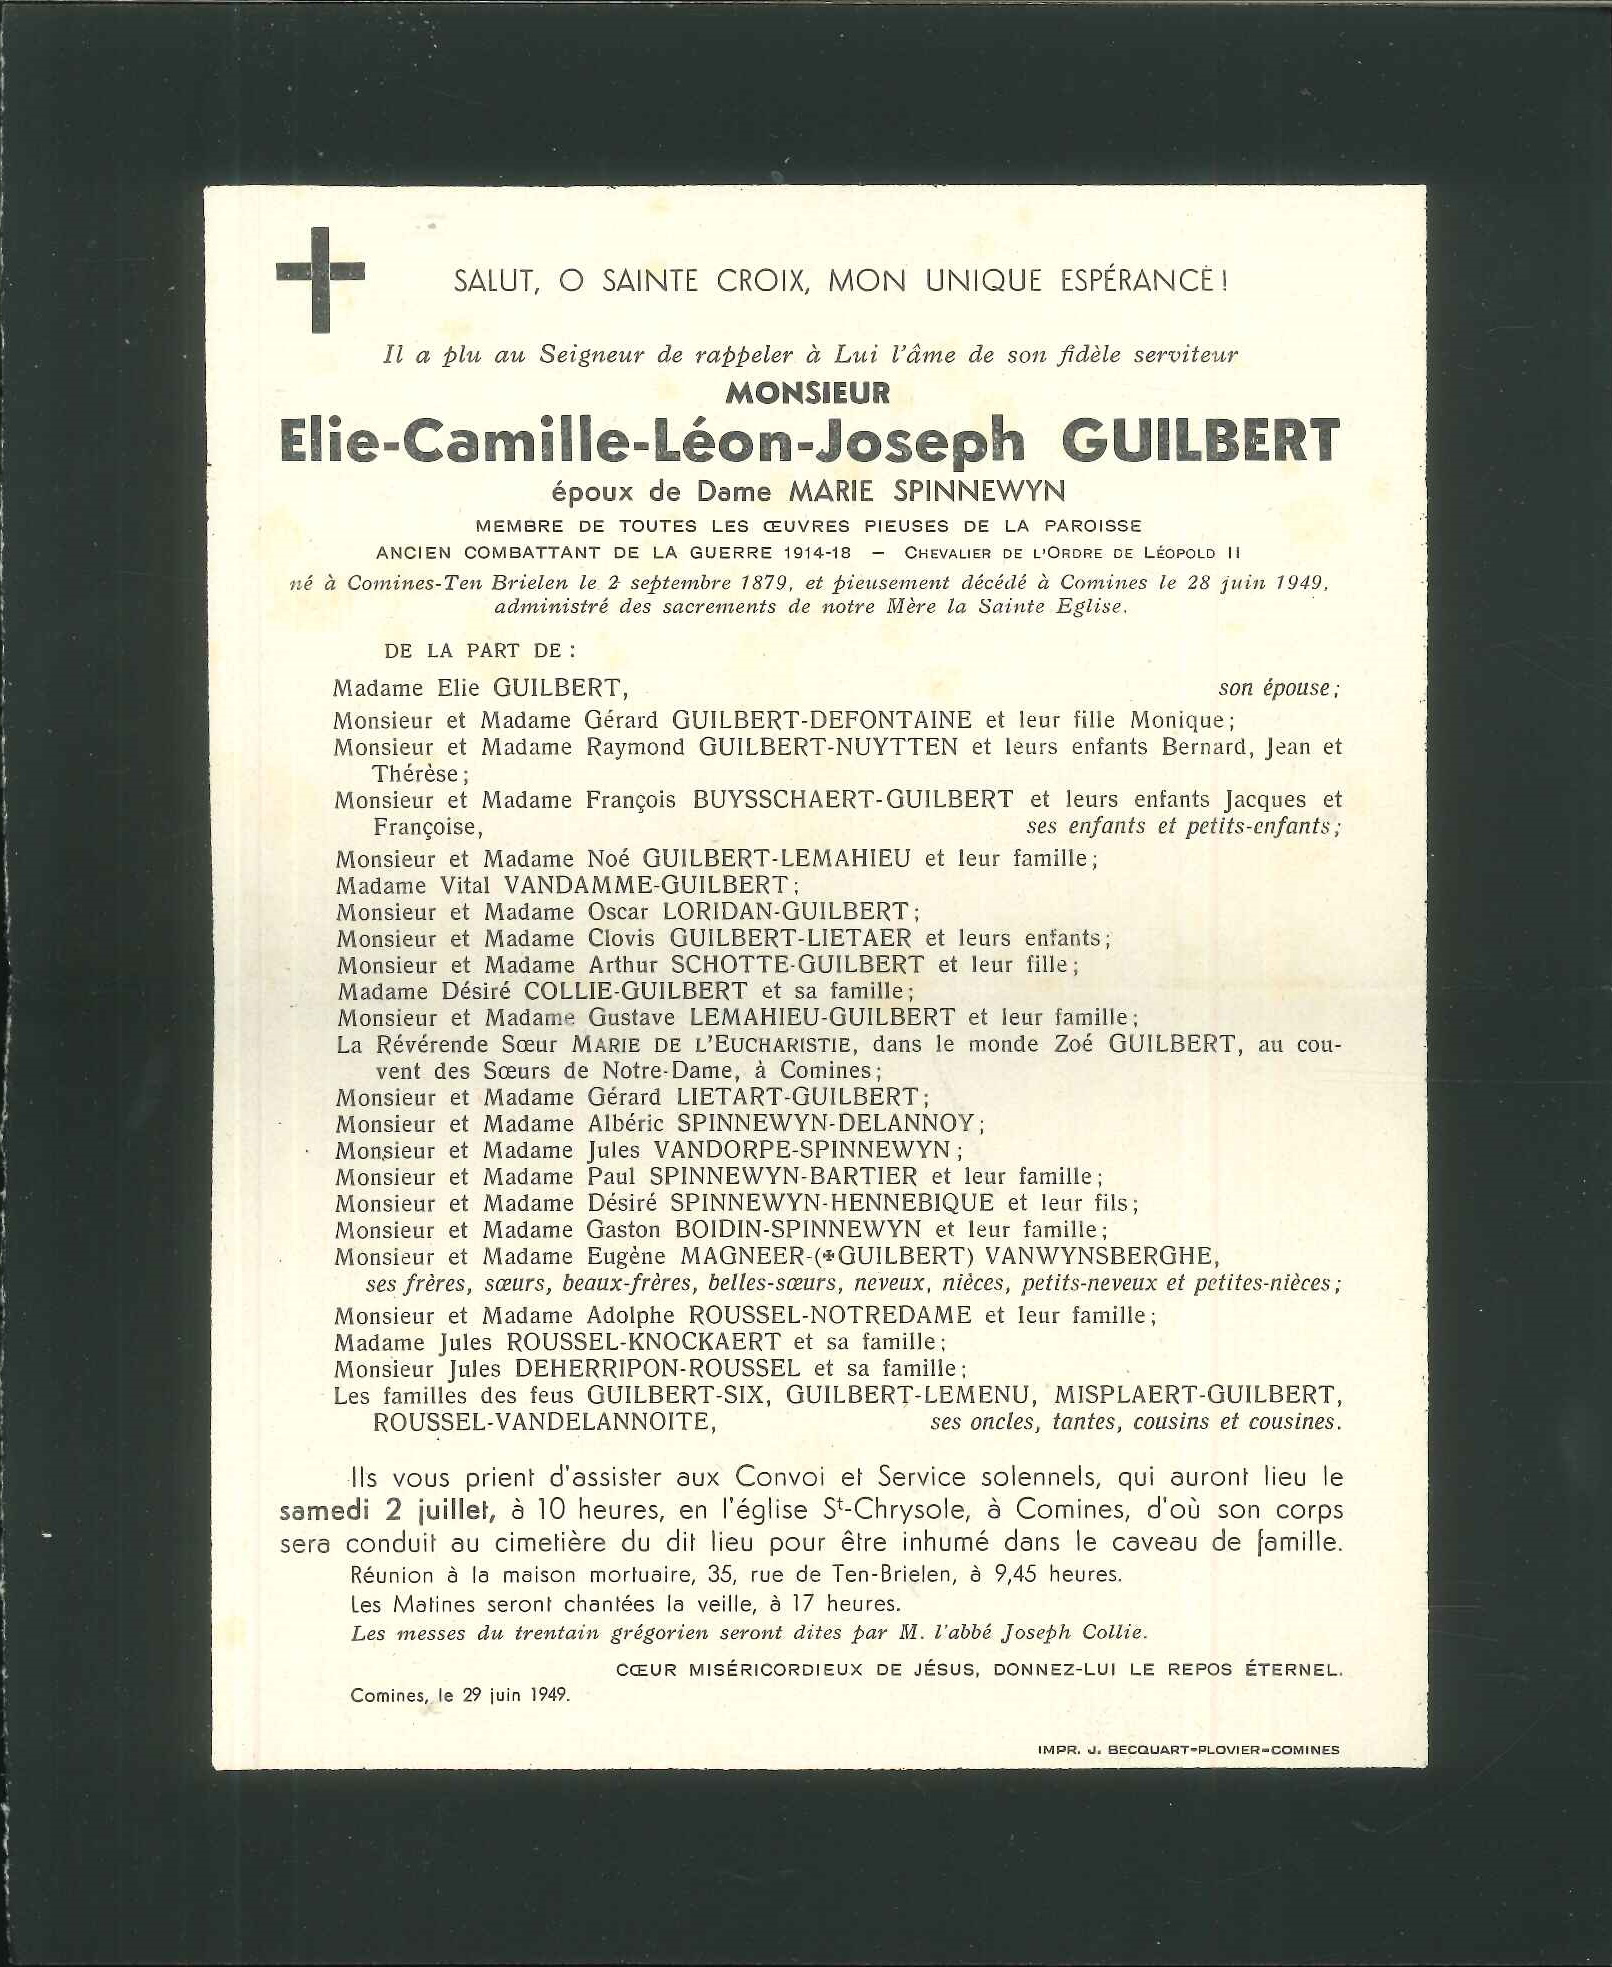 SALUT, O SAINTE CROIX, MON UNIQUE ESPÉRANCE !
Il a plu au Seigneur de rappeler à Lui l'âme de son fidèle serviteur
MONSIEUR
Elie-Camille-Léon-Joseph GUILBERT
époux de Dame MARIE SPINNEWYN
MEMBRE DE TOUTES LES ŒUVRES PIEUSES DE LA PAROISSE
ANCIEN COMBATTANT DE LA GUERRE 1914-18 — CHEVALIER DE L'ORDRE DE LÉOPOLD II
né à Comines-Ten Brielen le 2 septembre 1879, et pieusement décédé à Comines le 28 juin 1949,
administré des sacrements de notre Mère la Sainte Eglise.
DE LA PART DE :
Madame Elie GUILBERT, son épouse;
Monsieur et Madame Gérard GUILBERT-DEFONTAINE et leur fille Monique;
Monsieur et Madame Raymond GUILBERT-NUYTTEN et leurs enfants Bernard, Jean et
Thérèse;
Monsieur et Madame François BUYSSCHAERT-GUILBERT et leurs enfants Jacques et
Françoise, ses enfants et petits-enfants;
Monsieur et Madame Noé GUILBERT-LEMAHIEU et leur famille;
Madame Vital VANDAMME-GUILBERT;
Monsieur et Madame Oscar LORIDAN-GUILBERT;
Monsieur et Madame Clovis GUILBERT-LIETAER et leurs enfants;
Monsieur et Madame Arthur SCHOTTE-GUILBERT et leur fille;
Madame Désiré COLLIE-GUILBERT et sa famille;
Monsieur et Madame Gustave LEMAHIEU-GUILBERT et leur famille;
La Révérende Sœur MARIE DE L'EUCHARISTIE, dans le monde Zoé GUILBERT, au cou-
vent des Sœurs de Notre-Dame, à Comines;
Monsieur et Madame Gérard LIETART-GUILBERT;
Monsieur et Madame Albéric SPINNEWYN-DELANNOY;
Monsieur et Madame Jules VANDORPE-SPINNEWYN;
Monsieur et Madame Paul SPINNEWYN-BARTIER et leur famille;
Monsieur et Madame Désiré SPINNEWYN-HENNEBIQUE et leur fils;
Monsieur et Madame Gaston BOIDIN-SPINNEWYN et leur famille;
Monsieur et Madame Eugène MAGNEER-(✠GUILBERT) VANWYNSBERGHE,
ses frères, sœurs, beaux-frères, belles-sœurs, neveux, nièces, petits-neveux et petites-nièces;
Monsieur et Madame Adolphe ROUSSEL-NOTREDAME et leur famille;
Madame Jules ROUSSEL-KNOCKAERT et sa famille;
Monsieur Jules DEHERRIPON-ROUSSEL et sa famille;
Les familles des feus GUILBERT-SIX, GUILBERT-LEMENU, MISPLAERT-GUILBERT,
ROUSSEL-VANDELANNOITE, ses oncles, tantes, cousins et cousines.
Ils vous prient d'assister aux Convoi et Service solennels, qui auront lieu le
samedi 2 juillet, à 10 heures, en l'église St-Chrysole, à Comines, d'où son corps
sera conduit au cimetière du dit lieu pour être inhumé dans le caveau de famille.
Réunion à la maison mortuaire, 35, rue de Ten-Brielen, à 9,45 heures.
Les Matines seront chantées la veille, à 17 heures.
Les messes du trentain grégorien seront dites par M. l'abbé Joseph Collie.
CŒUR MISÉRICORDIEUX DE JÉSUS, DONNEZ-LUI LE REPOS ÉTERNEL.
Comines, le 29 juin 1949.
IMPR. J. BECQUART-PLOVIER-COMINES